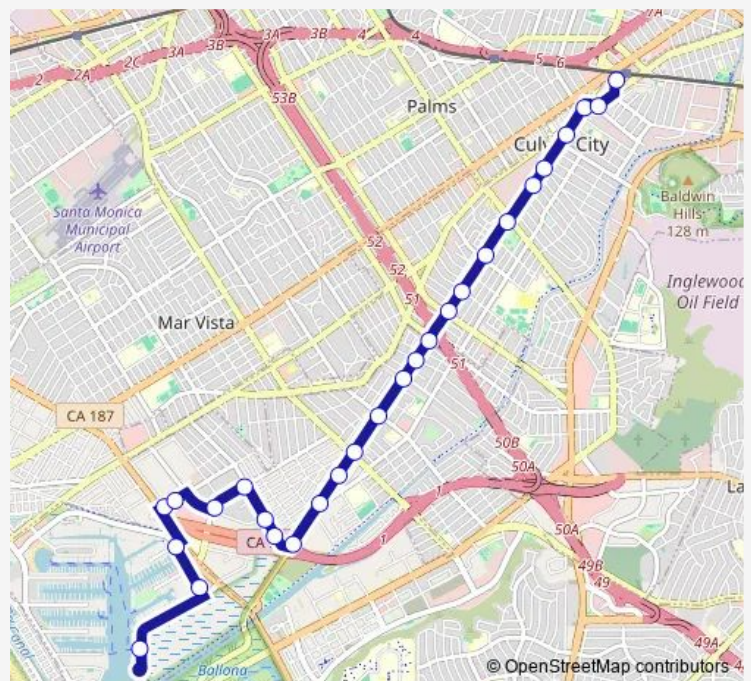 7A
3A
3B
4
4
3B
3A
2C
2A
2
5
6
53B
Palms
Culv City
Baldwin
Hills
128 m
Santa Monica
Municipal
Airport
52
52
51
Inglewood
Oil Field
Mar Vista
51
CA 187
50B
50A
La
1
CA
1
50A
49B
49
Ballona
49A
© OpenStreetMap contributors